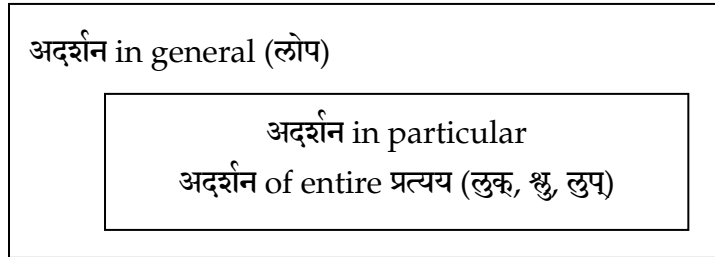 अदर्शन in general (लोप)
अदर्शन in particular
अदर्शन of entire प्रत्यय (लुक्, श्लु, लुप्)